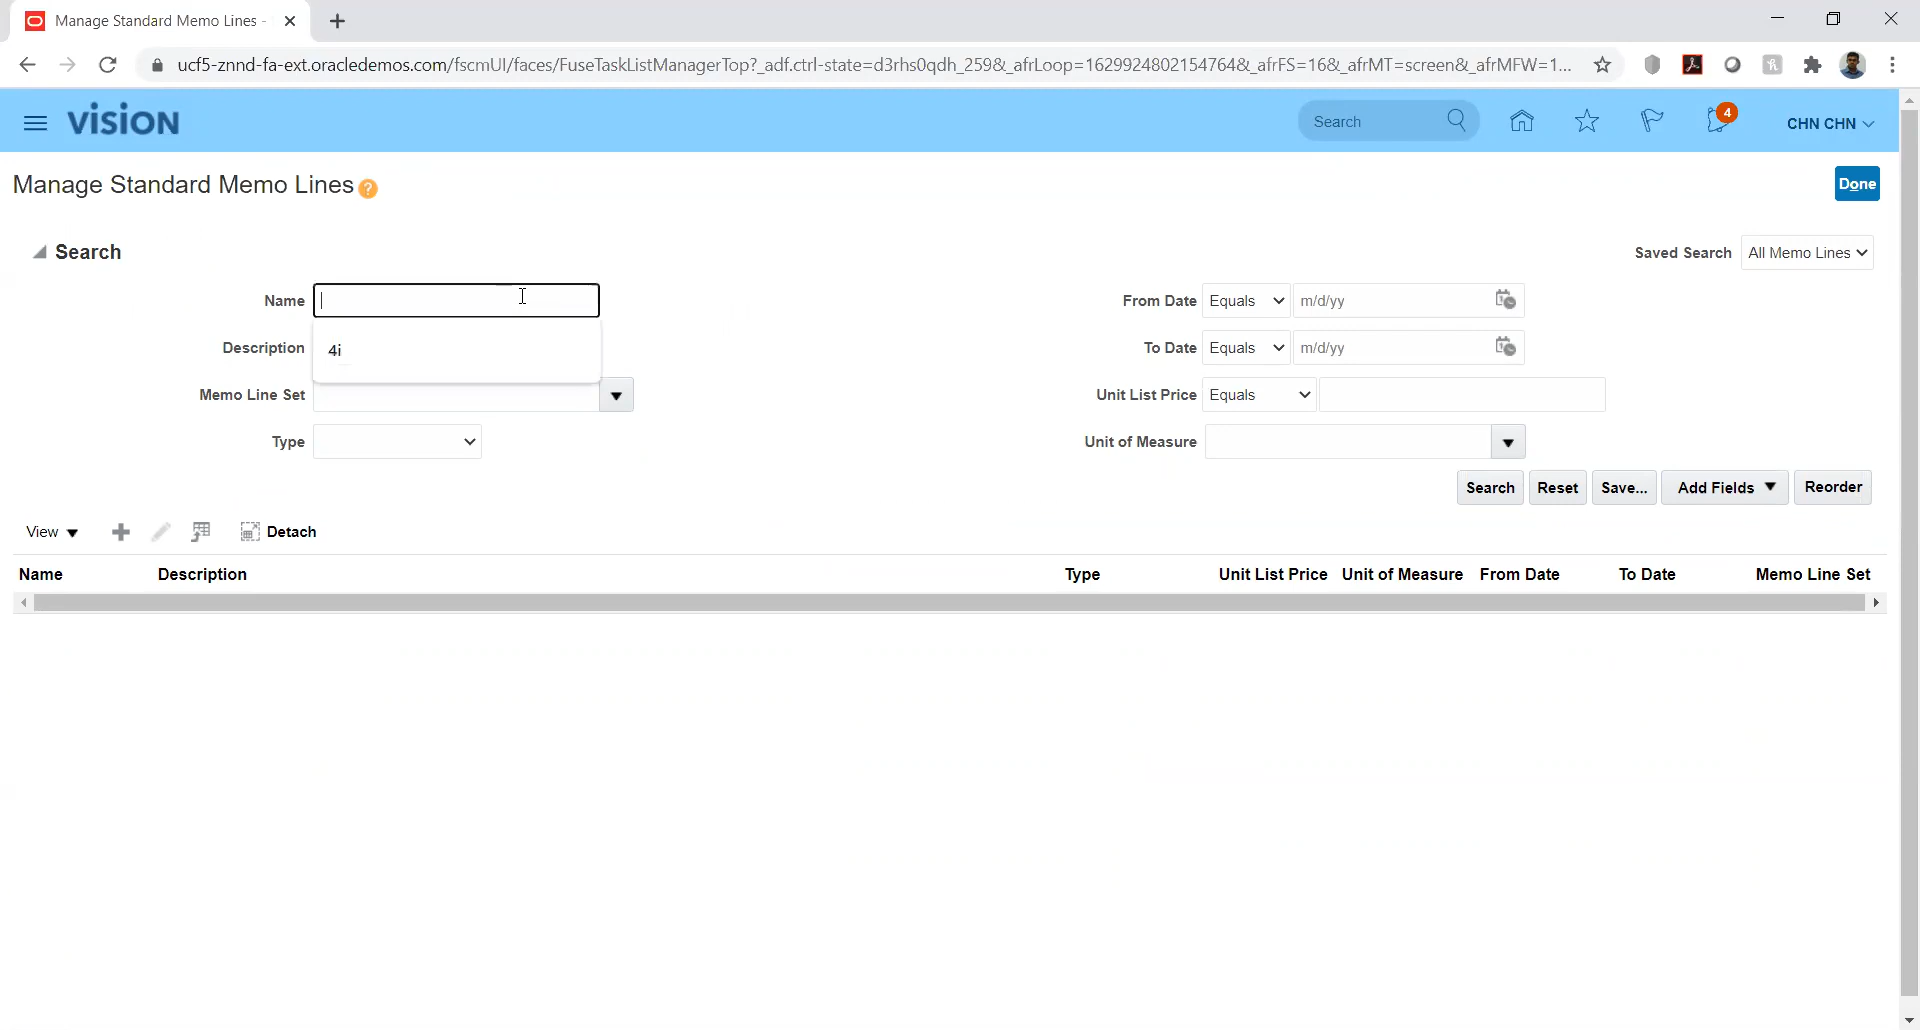 Manage Standard Memo Lines -
ucf5-znnd-fa-ext.oracledemos.com/fscmUI/faces/FuseTaskListManagerTop?_adf.ctrl-state=d3rhs0qdh_259&_afrLoop=1629924802154764&_afrFS=16&_afrMT=screen&_afrMFW=1...
VISION
Search
4
CHN CHN
Manage Standard Memo Lines ?
Done
Search
Saved Search All Memo Lines
Name
From Date Equals m/d/yy
4i
Description
To Date Equals m/d/yy
Memo Line Set
Unit List Price Equals
Type
Unit of Measure
Search Reset Save... Add Fields Reorder
View Detach
Name Description Type Unit List Price Unit of Measure From Date To Date Memo Line Set